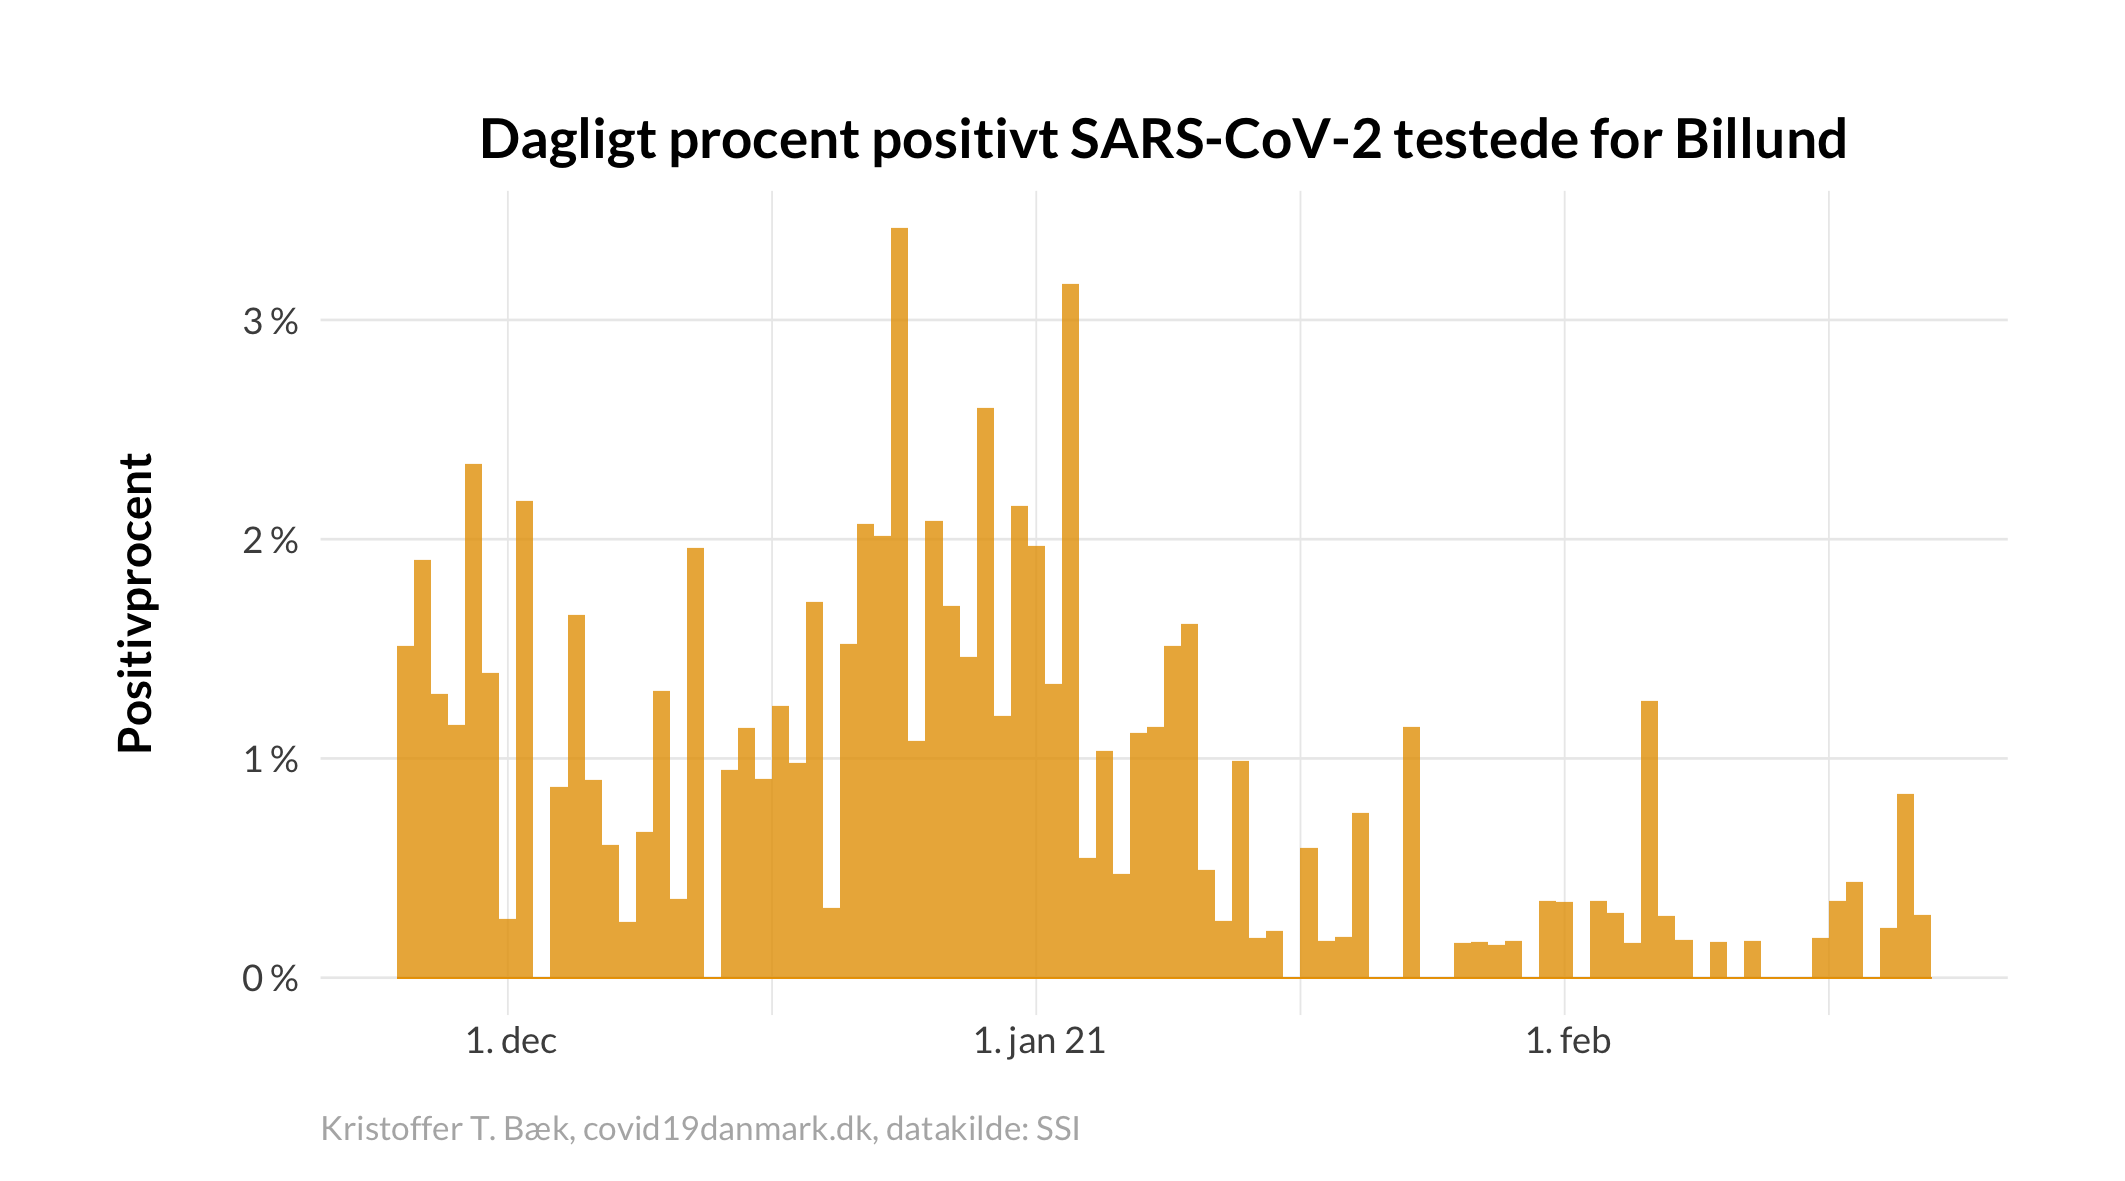 Dagligt procent positivt SARS-CoV-2 testede for Billund
Positivprocent
3 %
2 %
1 %
0 %
1. dec
1. jan 21
1. feb
Kristoffer T. Bæk, covid19danmark.dk, datakilde: SSI